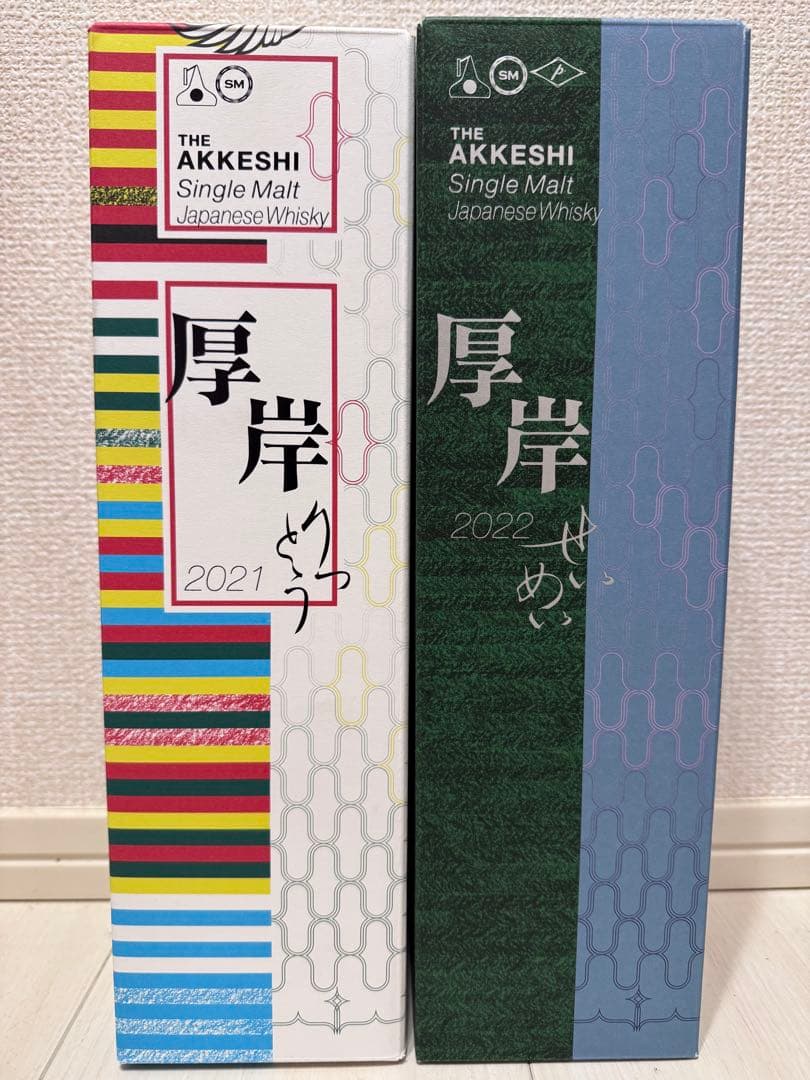 SM
THE
AKKESHI
Single Malt
Japanese Whisky
厚岸
2021
りっとう
SM
P
THE
AKKESHI
Single Malt
Japanese Whisky
厚岸
2022
せいめい